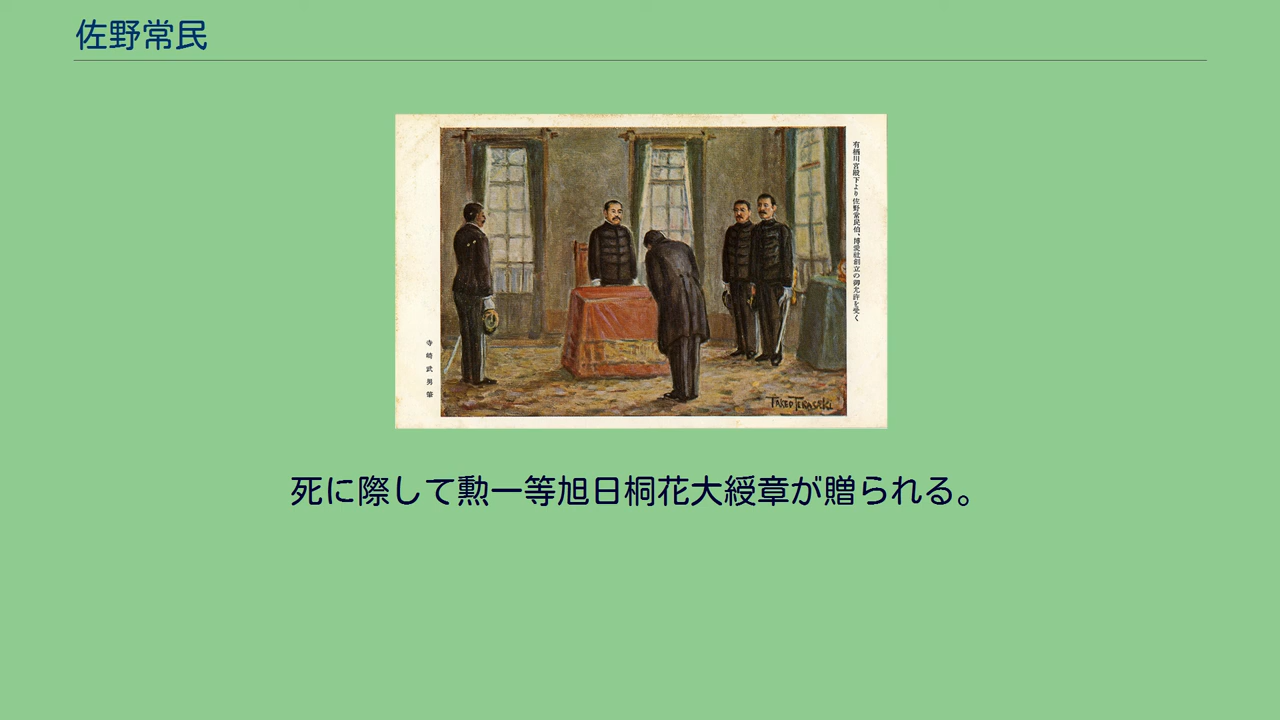 佐野常民
有栖川宮殿下より佐野常民伯、博愛社創立の御允許を受く
寺崎武男筆
TAKEO TERASAKI
死に際して勲一等旭日桐花大綬章が贈られる。